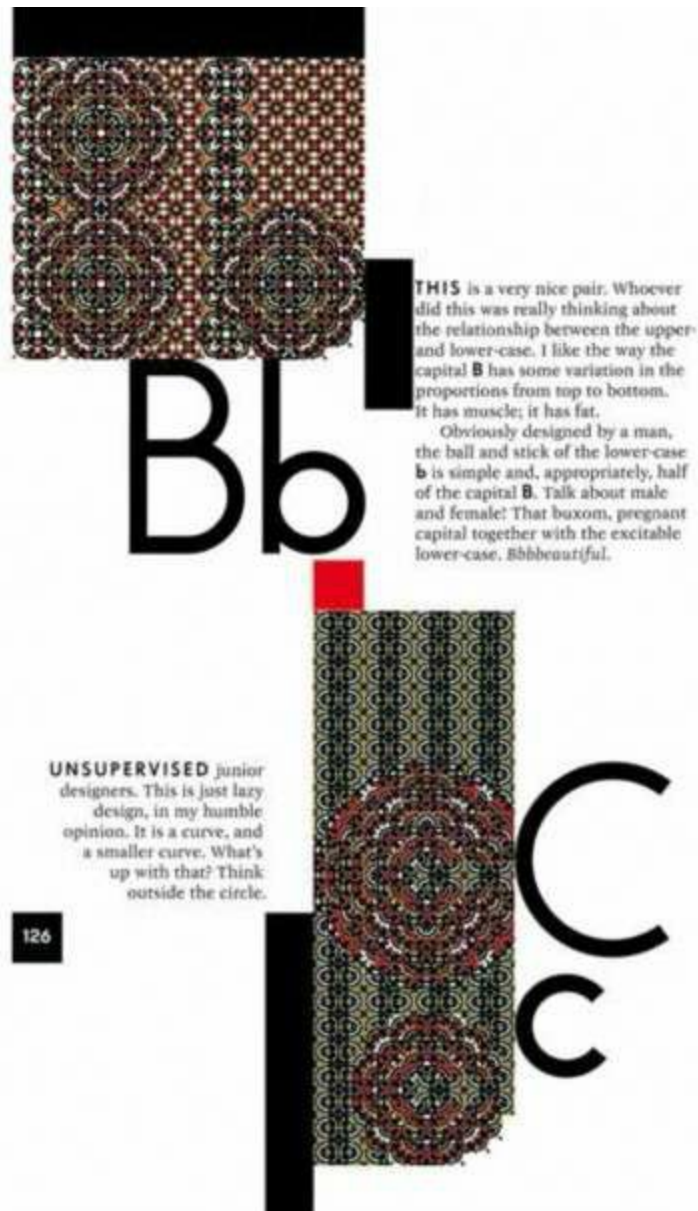 Bb
THIS is a very nice pair. Whoever
did this was really thinking about
the relationship between the upper-
and lower-case. I like the way the
capital B has some variation in the
proportions from top to bottom.
It has muscle; it has fat.
Obviously designed by a man,
the ball and stick of the lower-case
b is simple and, appropriately, half
of the capital B. Talk about male
and female! That buxom, pregnant
capital together with the excitable
lower-case. Bbbbeautiful.
UNSUPERVISED junior
designers. This is just lazy
design, in my humble
opinion. It is a curve, and
a smaller curve. What's
up with that? Think
outside the circle.
C
c
126